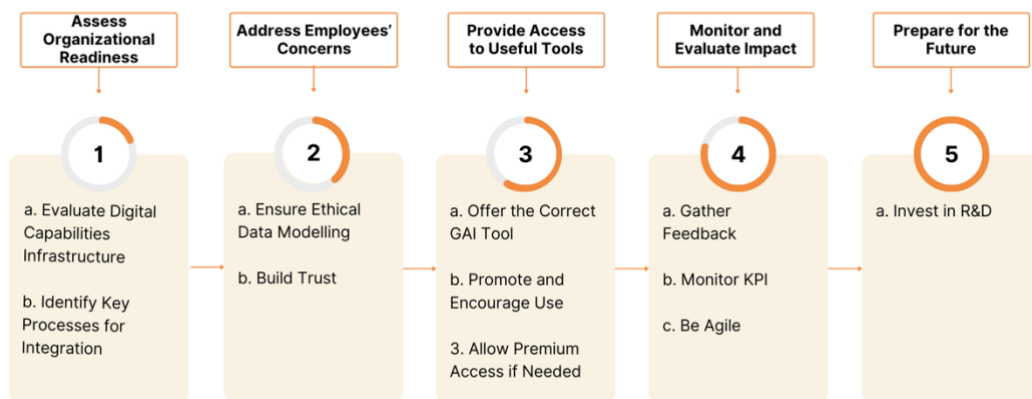 Assess
Organizational
Readiness
Address Employees’
Concerns
Provide Access
to Useful Tools
Monitor and
Evaluate Impact
Prepare for the
Future
1
2
3
4
5
a. Evaluate Digital
Capabilities
Infrastructure
b. Identify Key
Processes for
Integration
a. Ensure Ethical
Data Modelling
b. Build Trust
a. Offer the Correct
GAI Tool
b. Promote and
Encourage Use
3. Allow Premium
Access if Needed
a. Gather
Feedback
b. Monitor KPI
c. Be Agile
a. Invest in R&D